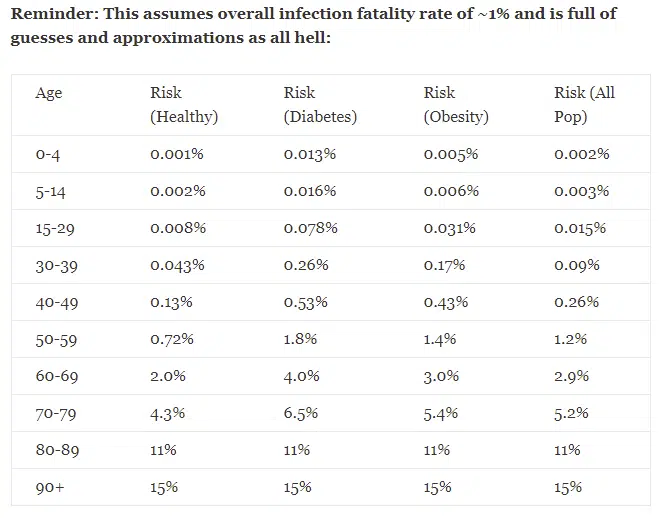 Reminder: This assumes overall infection fatality rate of ~1% and is full of
guesses and approximations as all hell:
Age Risk (Healthy) Risk (Diabetes) Risk (Obesity) Risk (All Pop)
0-4 0.001% 0.013% 0.005% 0.002%
5-14 0.002% 0.016% 0.006% 0.003%
15-29 0.008% 0.078% 0.031% 0.015%
30-39 0.043% 0.26% 0.17% 0.09%
40-49 0.13% 0.53% 0.43% 0.26%
50-59 0.72% 1.8% 1.4% 1.2%
60-69 2.0% 4.0% 3.0% 2.9%
70-79 4.3% 6.5% 5.4% 5.2%
80-89 11% 11% 11% 11%
90+ 15% 15% 15% 15%